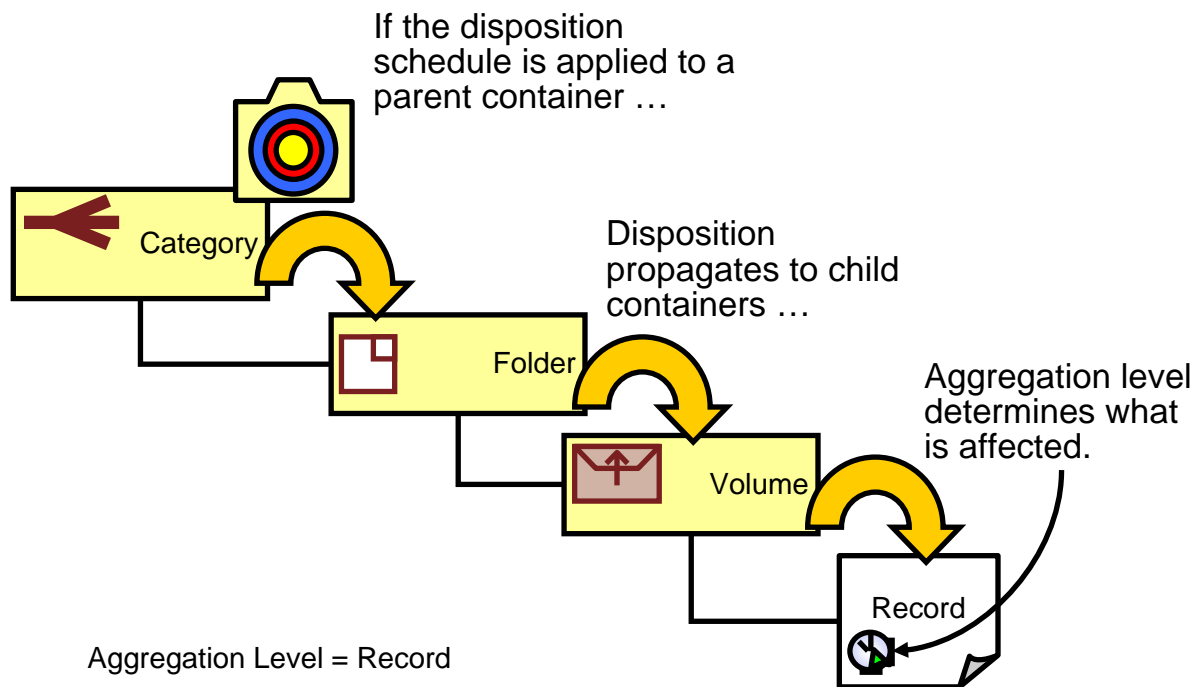 If the disposition
schedule is applied to a
parent container …
Category
Disposition
propagates to child
containers …
Folder
Aggregation level
determines what
is affected.
Volume
Record
Aggregation Level = Record